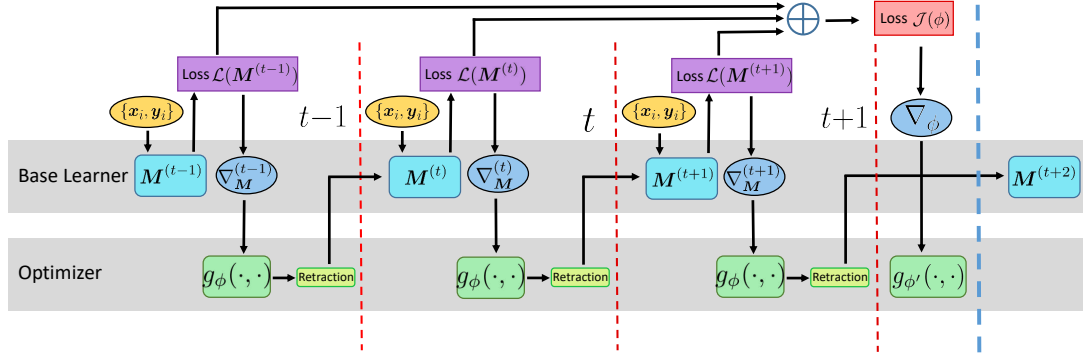 Loss 𝒥(ϕ)
Loss ℒ(M^(t−1))
Loss ℒ(M^(t))
Loss ℒ(M^(t+1))
{x_i, y_i}
{x_i, y_i}
{x_i, y_i}
t−1
t
t+1
∇_ϕ
Base Learner
M^(t−1)
∇_M^(t−1)
M^(t)
∇_M^(t)
M^(t+1)
∇_M^(t+1)
M^(t+2)
Optimizer
g_ϕ(·,·)
Retraction
g_ϕ(·,·)
Retraction
g_ϕ(·,·)
Retraction
g_ϕ′(·,·)